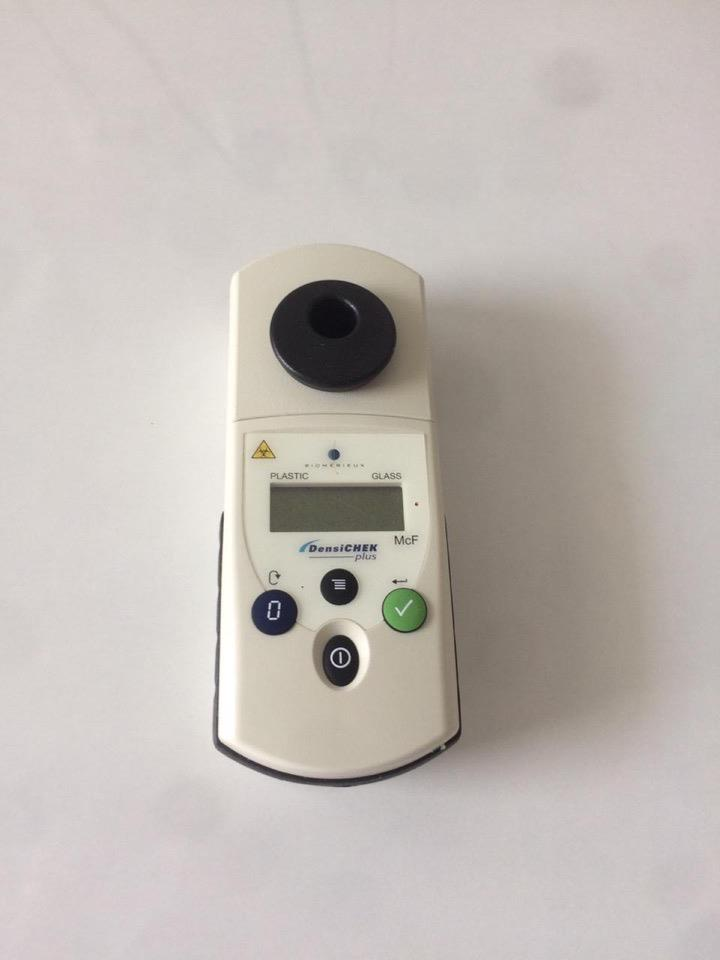 BIOMÉRIEUX
PLASTIC GLASS
McF
DensiCHEK
plus
0